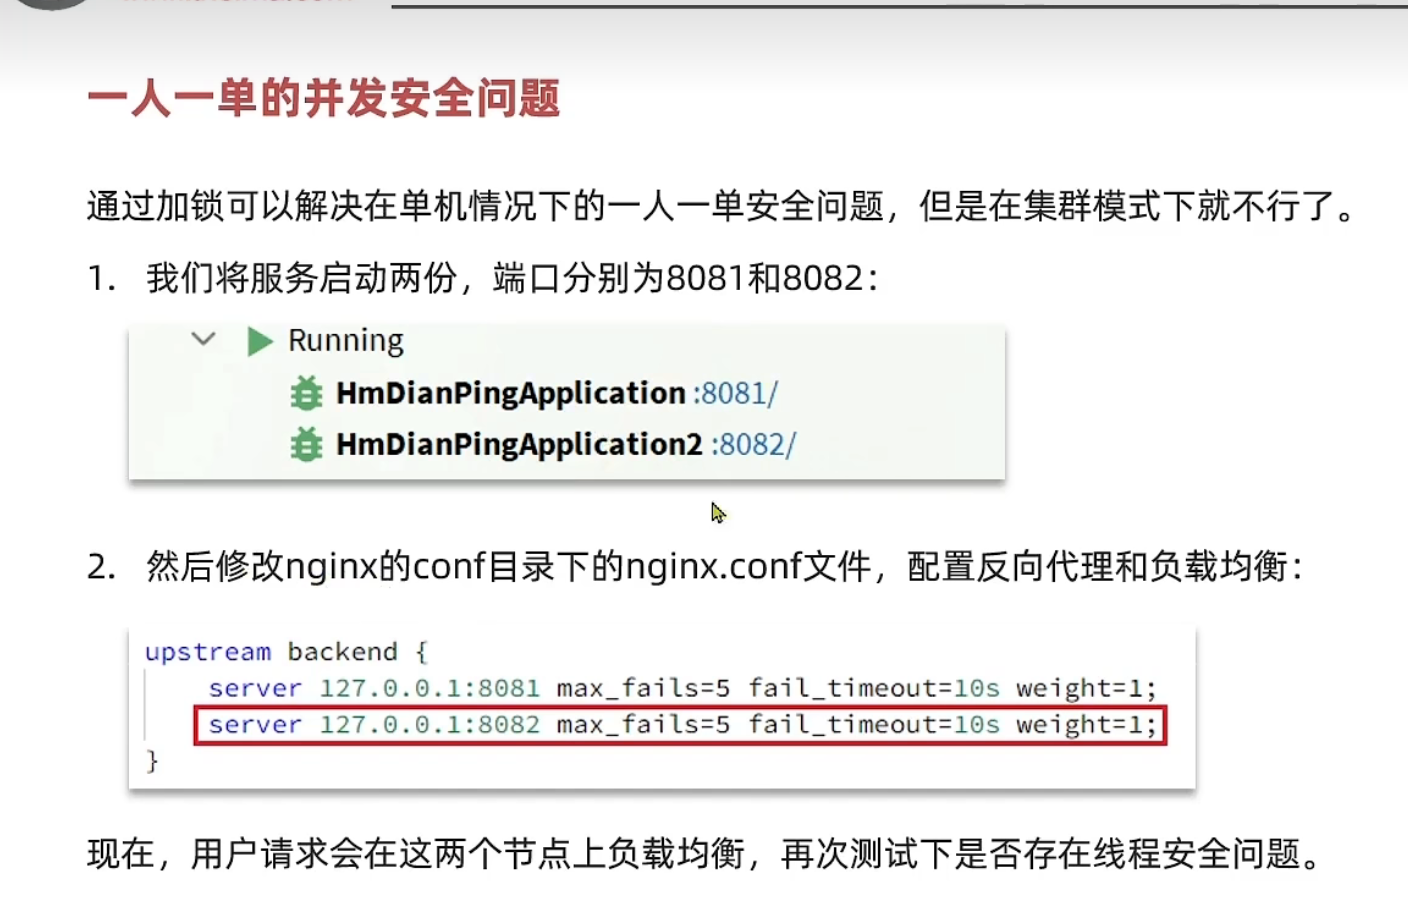 一人一单的并发安全问题
通过加锁可以解决在单机情况下的一人一单安全问题，但是在集群模式下就不行了。
1. 我们将服务启动两份，端口分别为8081和8082：
Running
HmDianPingApplication :8081/
HmDianPingApplication2 :8082/
2. 然后修改nginx的conf目录下的nginx.conf文件，配置反向代理和负载均衡：
upstream backend {
server 127.0.0.1:8081 max_fails=5 fail_timeout=10s weight=1;
server 127.0.0.1:8082 max_fails=5 fail_timeout=10s weight=1;
}
现在，用户请求会在这两个节点上负载均衡，再次测试下是否存在线程安全问题。